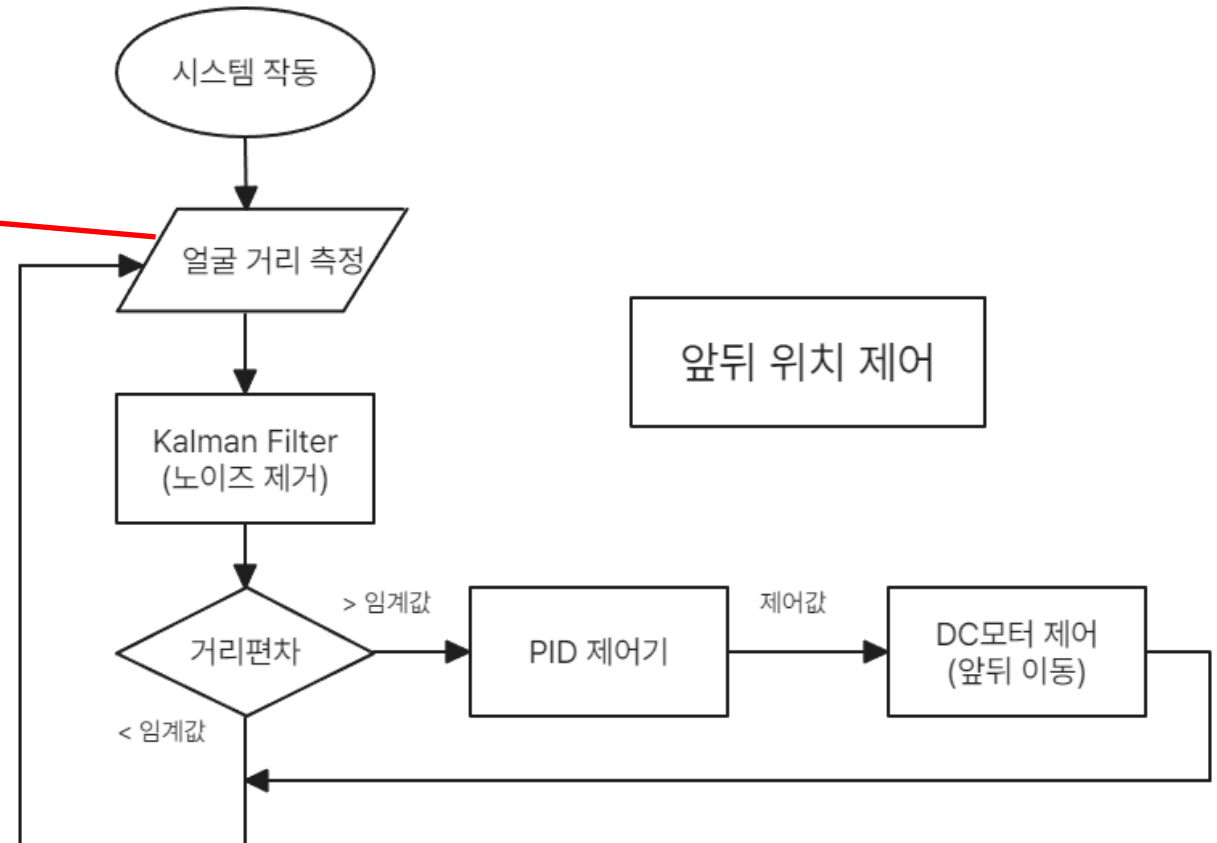 시스템 작동
얼굴 거리 측정
앞뒤 위치 제어
Kalman Filter
(노이즈 제거)
거리편차
> 임계값
PID 제어기
제어값
DC모터 제어
(앞뒤 이동)
< 임계값